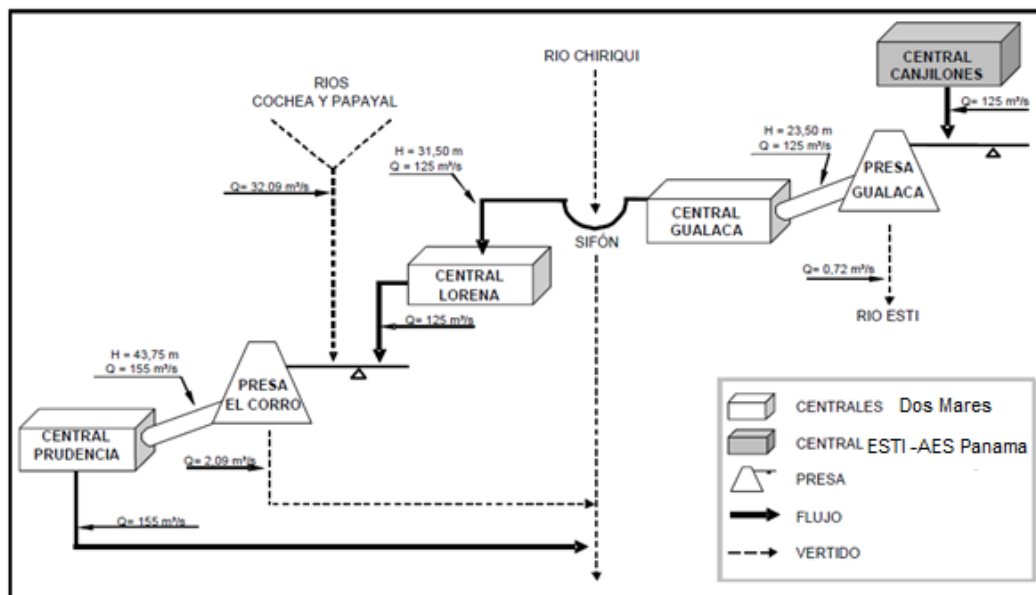 RIO CHIRIQUI
CENTRAL
CANJILONES
RIOS
COCHEA Y PAPAYAL
Q= 125 m³/s
H = 23,50 m
Q = 125 m³/s
H = 31,50 m
Q = 125 m³/s
PRESA
GUALACA
Q= 32,09 m³/s
CENTRAL
GUALACA
SIFÓN
CENTRAL
LORENA
Q= 0,72 m³/s
RIO ESTI
Q= 125 m³/s
H = 43,75 m
Q = 155 m³/s
PRESA
EL CORRO
CENTRAL
PRUDENCIA
Q= 2,09 m³/s
Q= 155 m³/s
CENTRALES Dos Mares
CENTRAL ESTI -AES Panama
PRESA
FLUJO
VERTIDO